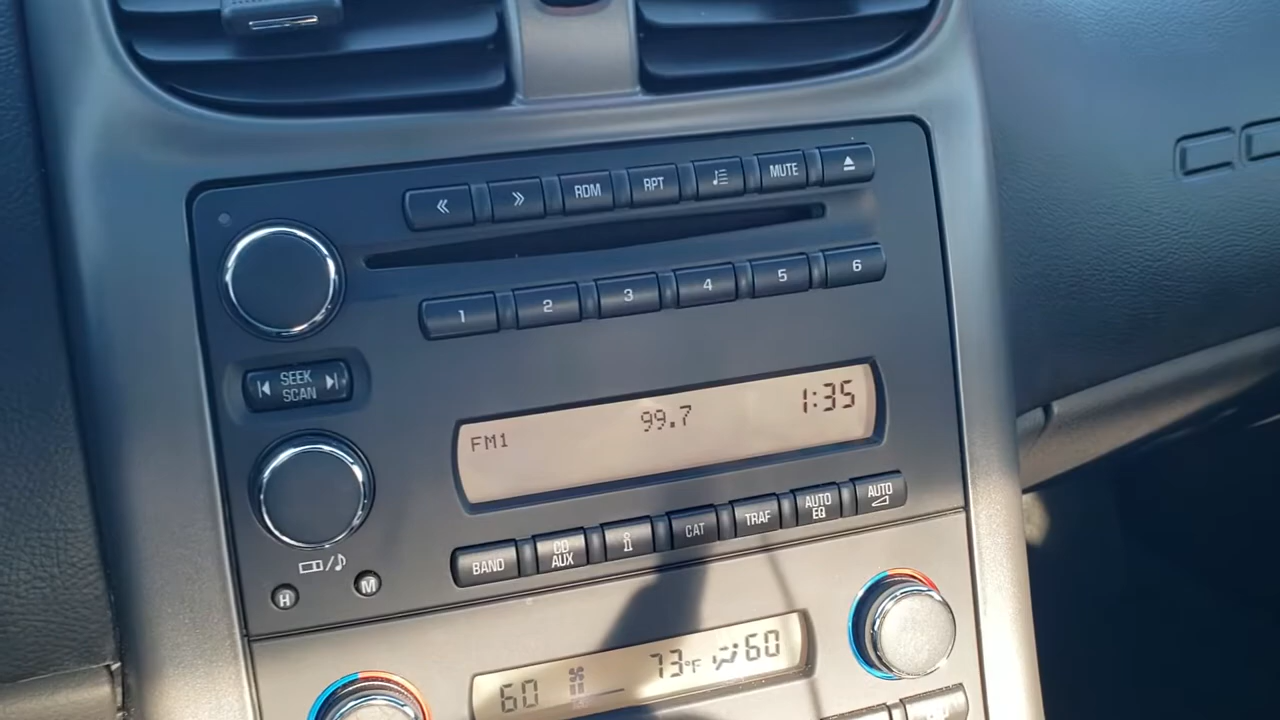 « » RDM RPT MUTE
1 2 3 4 5 6
SEEK
SCAN
FM1 99.7 1:35
BAND CD AUX i CAT TRAF AUTO EQ AUTO
H M
60 73°F 60